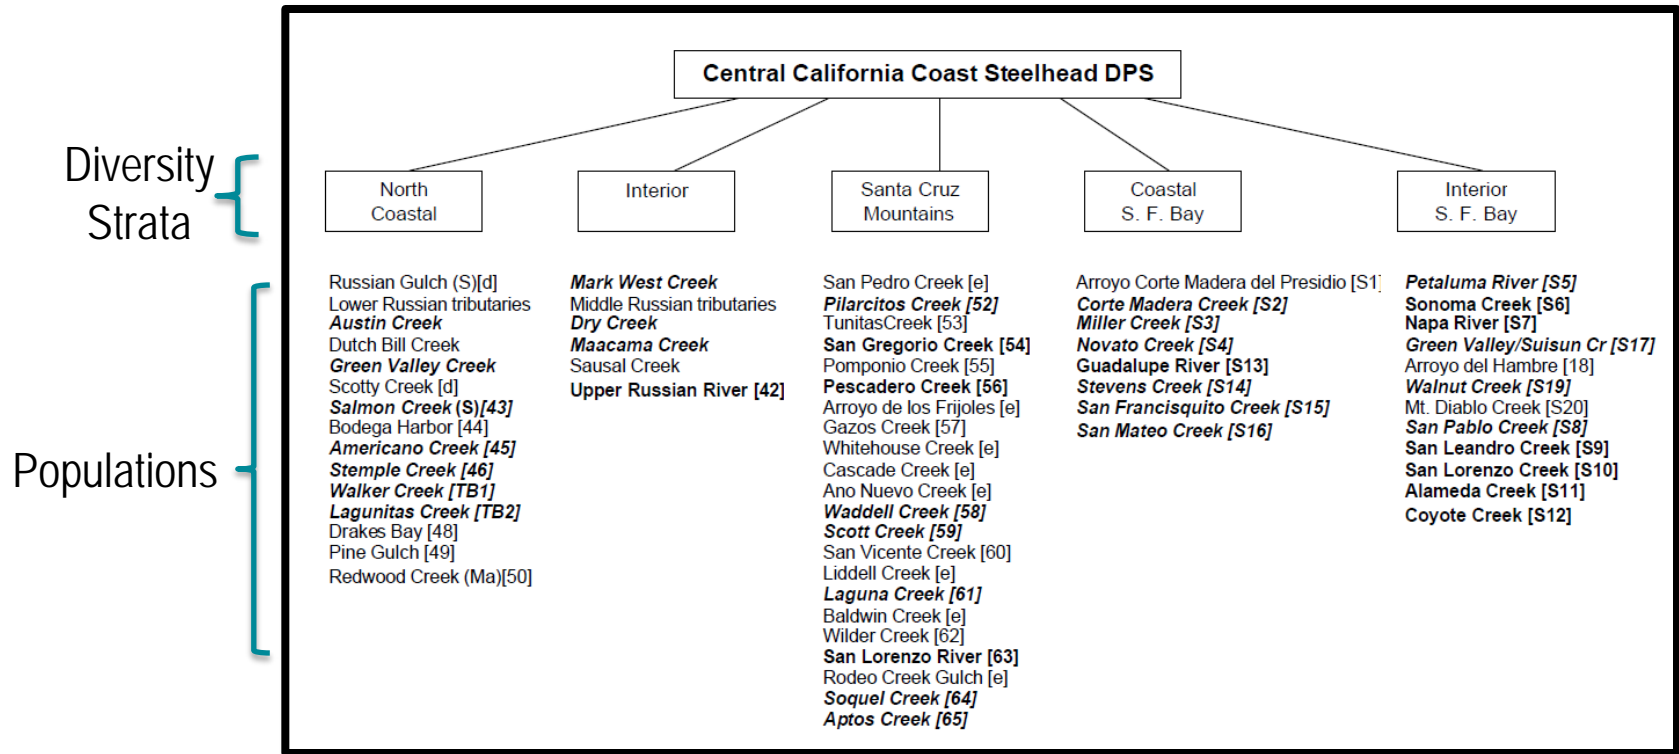 Central California Coast Steelhead DPS
Diversity
Strata
North
Coastal
Interior
Santa Cruz
Mountains
Coastal
S. F. Bay
Interior
S. F. Bay
Populations
Russian Gulch (S)[d]
Lower Russian tributaries
Austin Creek
Dutch Bill Creek
Green Valley Creek
Scotty Creek [d]
Salmon Creek (S)[43]
Bodega Harbor [44]
Americano Creek [45]
Stemple Creek [46]
Walker Creek [TB1]
Lagunitas Creek [TB2]
Drakes Bay [48]
Pine Gulch [49]
Redwood Creek (Ma)[50]
Mark West Creek
Middle Russian tributaries
Dry Creek
Maacama Creek
Sausal Creek
Upper Russian River [42]
San Pedro Creek [e]
Pilarcitos Creek [52]
TunitasCreek [53]
San Gregorio Creek [54]
Pomponio Creek [55]
Pescadero Creek [56]
Arroyo de los Frijoles [e]
Gazos Creek [57]
Whitehouse Creek [e]
Cascade Creek [e]
Ano Nuevo Creek [e]
Waddell Creek [58]
Scott Creek [59]
San Vicente Creek [60]
Liddell Creek [e]
Laguna Creek [61]
Baldwin Creek [e]
Wilder Creek [62]
San Lorenzo River [63]
Rodeo Creek Gulch [e]
Soquel Creek [64]
Aptos Creek [65]
Arroyo Corte Madera del Presidio [S1]
Corte Madera Creek [S2]
Miller Creek [S3]
Novato Creek [S4]
Guadalupe River [S13]
Stevens Creek [S14]
San Francisquito Creek [S15]
San Mateo Creek [S16]
Petaluma River [S5]
Sonoma Creek [S6]
Napa River [S7]
Green Valley/Suisun Cr [S17]
Arroyo del Hambre [18]
Walnut Creek [S19]
Mt. Diablo Creek [S20]
San Pablo Creek [S8]
San Leandro Creek [S9]
San Lorenzo Creek [S10]
Alameda Creek [S11]
Coyote Creek [S12]